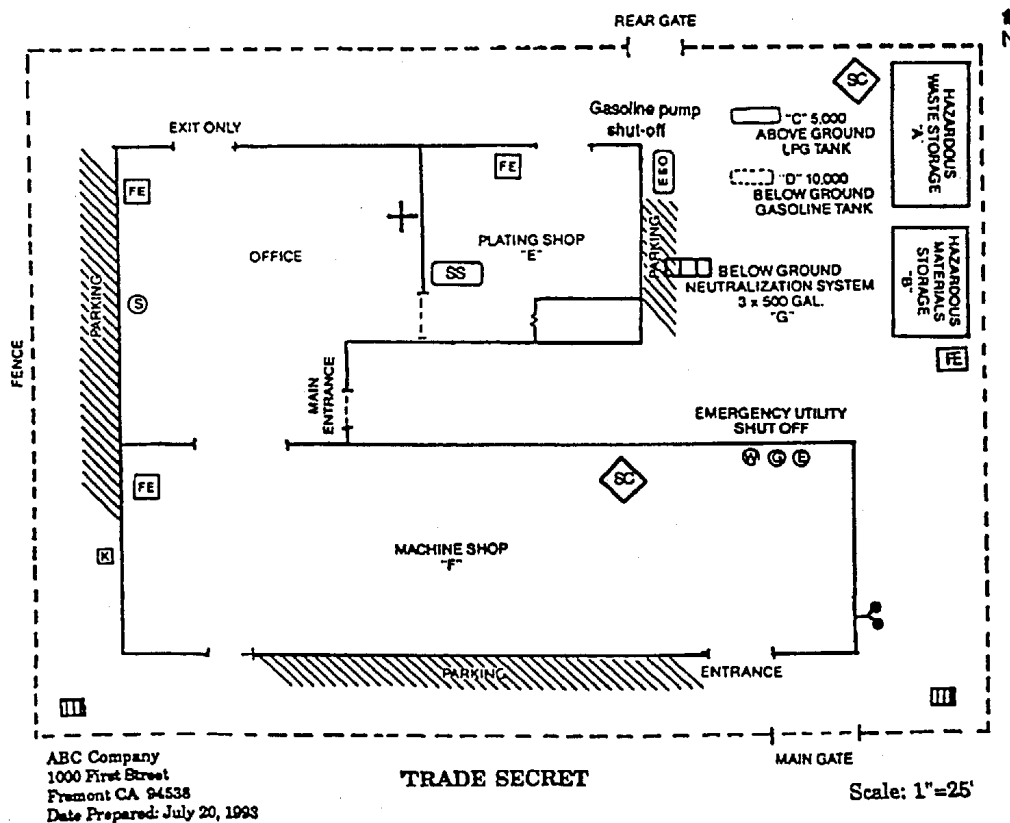 REAR GATE
N
SC
HAZARDOUS
WASTE STORAGE
"A"
Gasoline pump
shut-off
"C" 5,000
ABOVE GROUND
LPG TANK
EXIT ONLY
FE
FE
ESO
"D" 10,000
BELOW GROUND
GASOLINE TANK
PARKING
OFFICE
PLATING SHOP
"E"
SS
PARKING
BELOW GROUND
NEUTRALIZATION SYSTEM
3 x 500 GAL.
"G"
HAZARDOUS
MATERIALS
STORAGE
"B"
S
FENCE
FE
MAIN
ENTRANCE
EMERGENCY UTILITY
SHUT OFF
W G E
FE
SC
K
MACHINE SHOP
"F"
PARKING
ENTRANCE
MAIN GATE
ABC Company
1000 First Street
Fremont CA 94538
Date Prepared: July 20, 1993
TRADE SECRET
Scale: 1"=25'